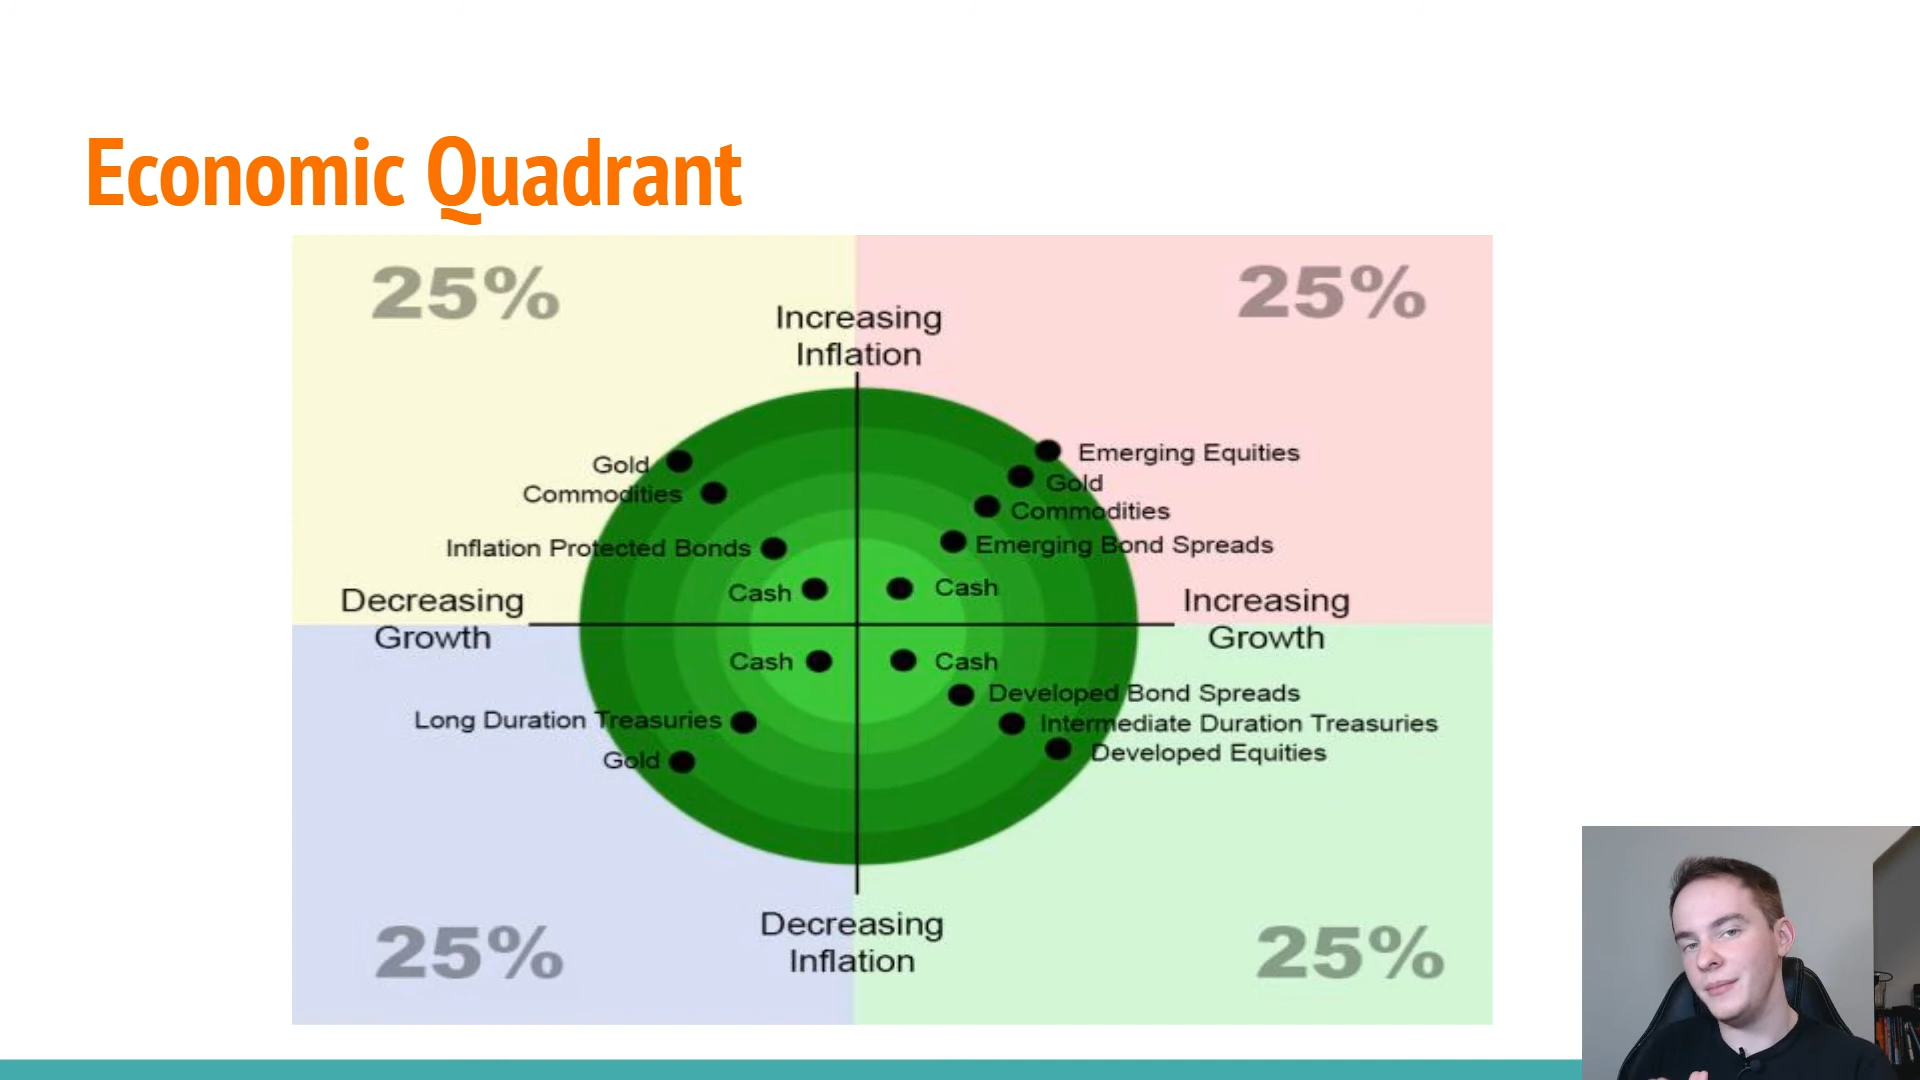 Economic Quadrant
25%
25%
Increasing
Inflation
Emerging Equities
Gold
Gold
Commodities
Commodities
Emerging Bond Spreads
Inflation Protected Bonds
Cash
Cash
Decreasing
Growth
Increasing
Growth
Cash
Cash
Developed Bond Spreads
Long Duration Treasuries
Intermediate Duration Treasuries
Developed Equities
Gold
Decreasing
Inflation
25%
25%